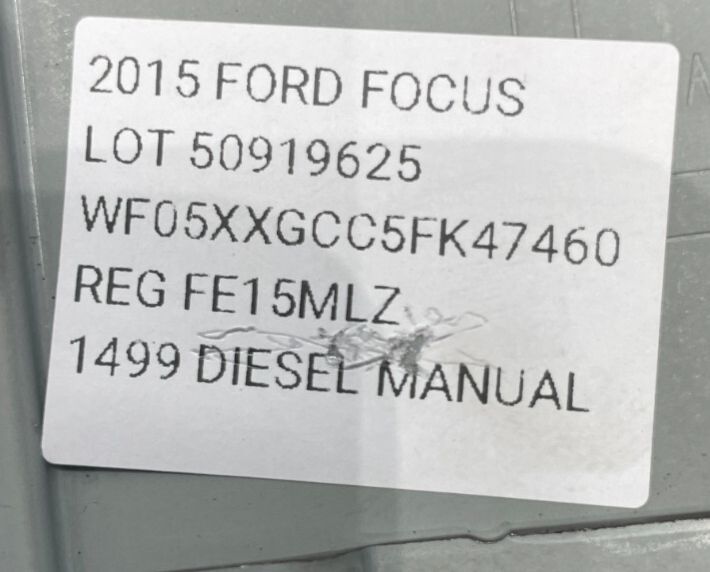 2015 FORD FOCUS
LOT 50919625
WF05XXGCC5FK47460
REG FE15MLZ
1499 DIESEL MANUAL
A